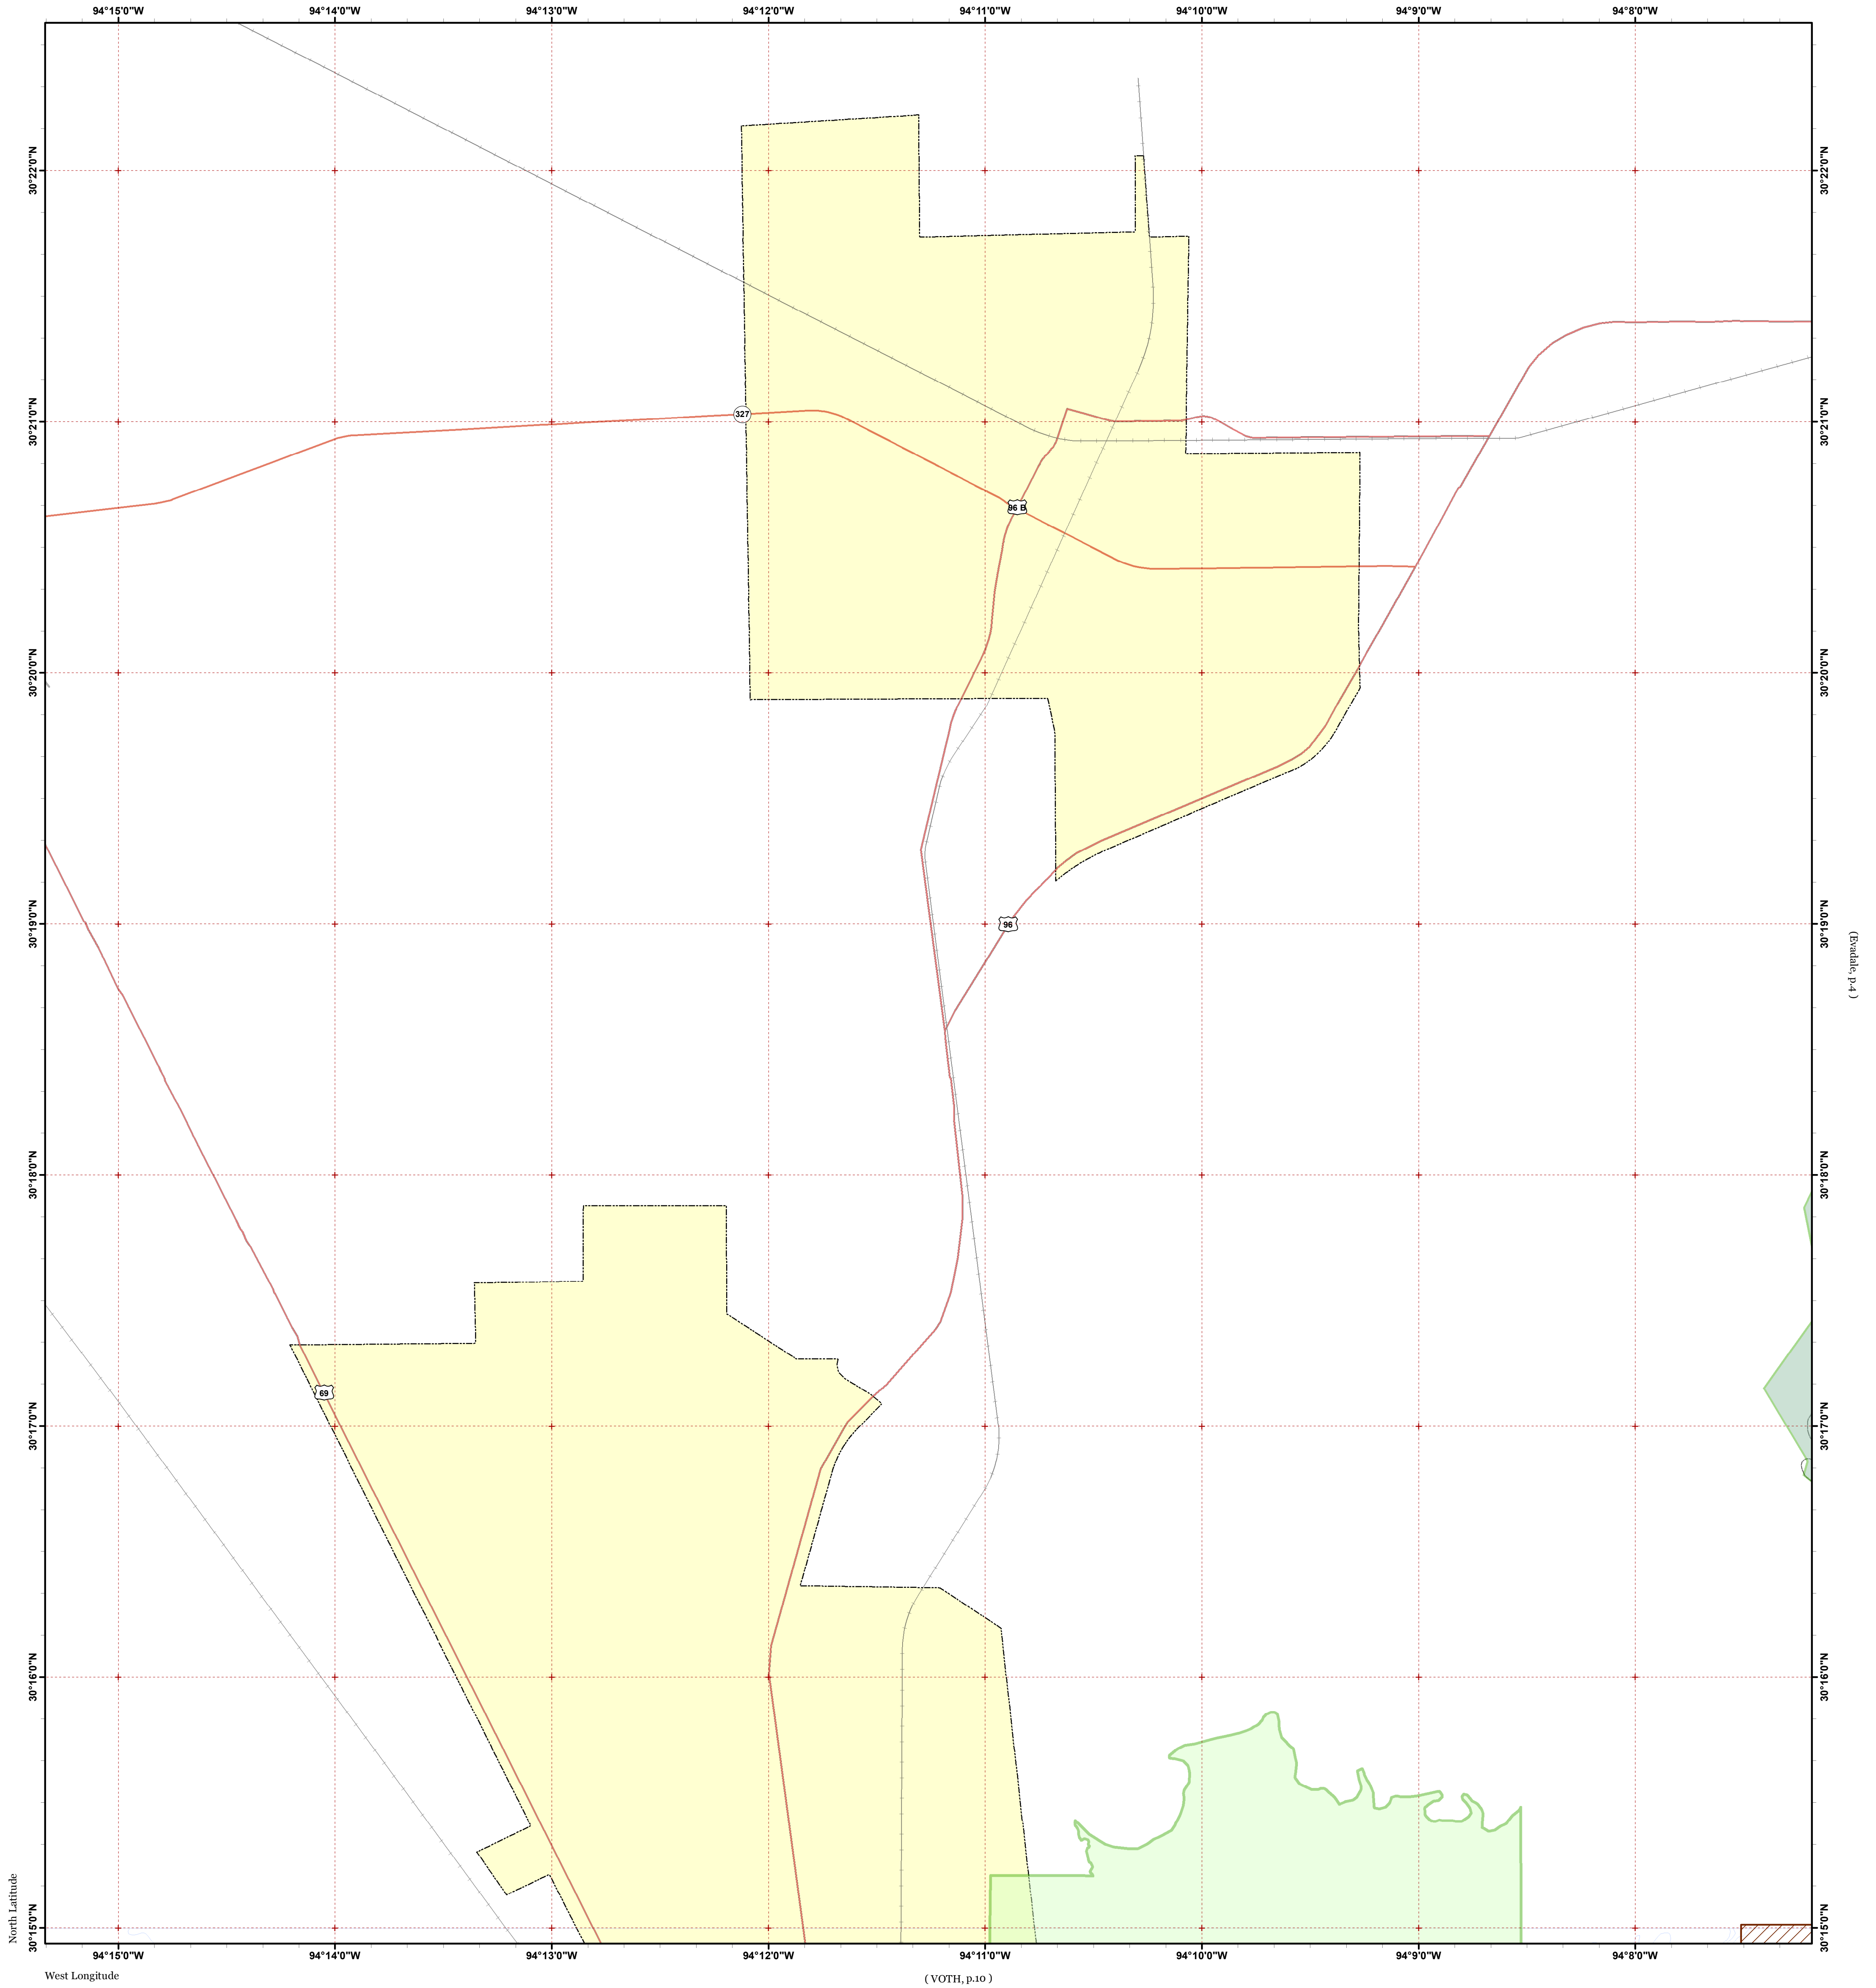 94°15'0"W 94°14'0"W 94°13'0"W 94°12'0"W 94°11'0"W 94°10'0"W 94°9'0"W 94°8'0"W
30°22'0"N 30°22'0"N
30°21'0"N 327 30°21'0"N
96 B
30°20'0"N 30°20'0"N
30°19'0"N 96 30°19'0"N
(Evadale, p.4 )
30°18'0"N 30°18'0"N
69
30°17'0"N 30°17'0"N
30°16'0"N 30°16'0"N
30°15'0"N 30°15'0"N
North Latitude
94°15'0"W 94°14'0"W 94°13'0"W 94°12'0"W 94°11'0"W 94°10'0"W 94°9'0"W 94°8'0"W
West Longitude
( VOTH, p.10 )